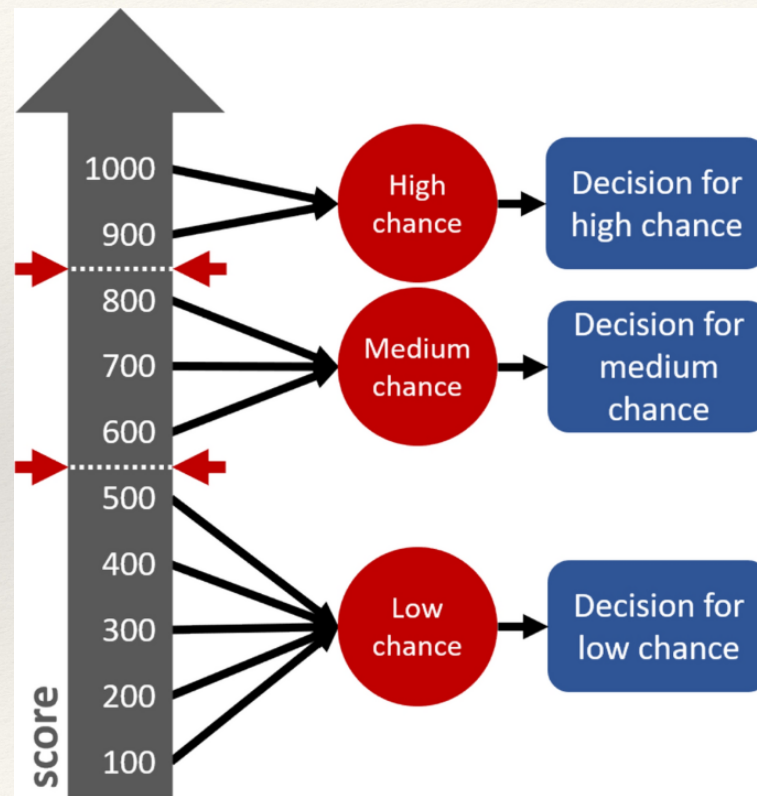 1000
900
800
700
600
500
400
300
200
100
score
High
chance
Decision for
high chance
Medium
chance
Decision for
medium
chance
Low
chance
Decision for
low chance